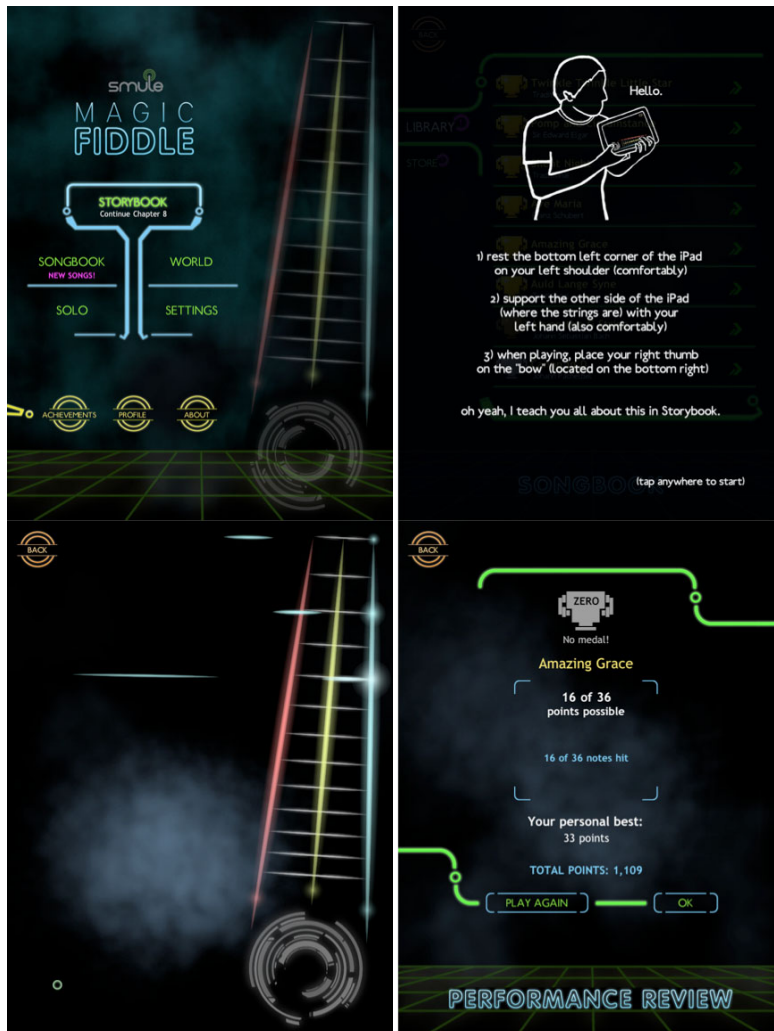 smule
MAGIC
FIDDLE
STORYBOOK
Continue Chapter 8
SONGBOOK
NEW SONGS!
WORLD
SOLO
SETTINGS
ACHIEVEMENTS
PROFILE
ABOUT
BACK
Twinkle Twinkle Little Star
Hello.
LIBRARY
STORE
Amazing Grace
Auld Lange Syne
1) rest the bottom left corner of the iPad
on your left shoulder (comfortably)
2) support the other side of the iPad
(where the strings are) with your
left hand (also comfortably)
3) when playing, place your right thumb
on the "bow" (located on the bottom right)
oh yeah, I teach you all about this in Storybook.
SONGBOOK
(tap anywhere to start)
BACK
BACK
ZERO
No medal!
Amazing Grace
16 of 36
points possible
16 of 36 notes hit
Your personal best:
33 points
TOTAL POINTS: 1,109
PLAY AGAIN
OK
PERFORMANCE REVIEW